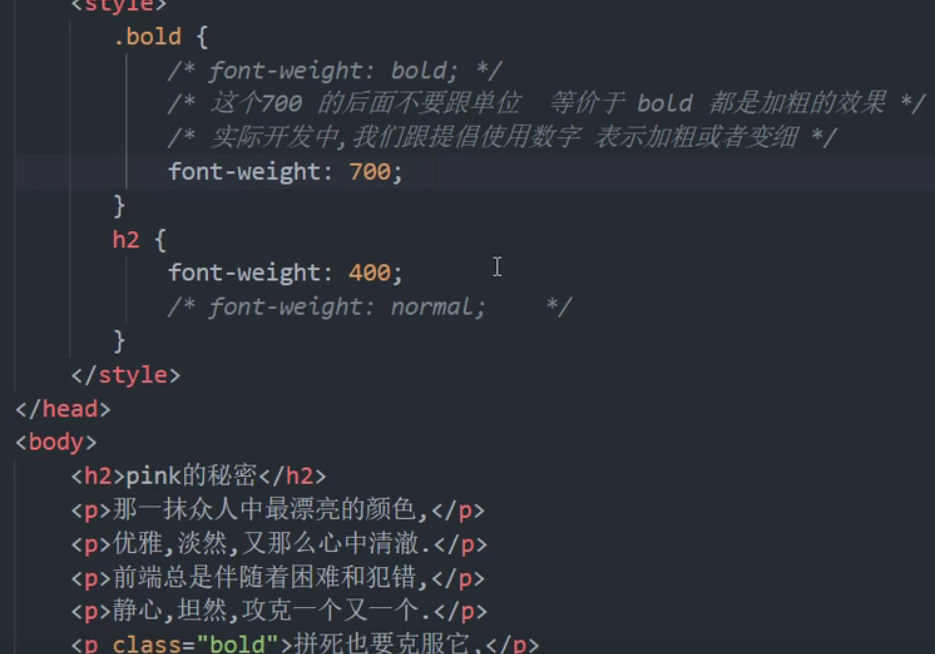 <style>
.bold {
/* font-weight: bold; */
/* 这个700 的后面不要跟单位 等价于 bold 都是加粗的效果 */
/* 实际开发中,我们跟提倡使用数字 表示加粗或者变细 */
font-weight: 700;
}
h2 {
font-weight: 400;
/* font-weight: normal; */
}
</style>
</head>
<body>
<h2>pink的秘密</h2>
<p>那一抹众人中最漂亮的颜色,</p>
<p>优雅,淡然,又那么心中清澈.</p>
<p>前端总是伴随着困难和犯错,</p>
<p>静心,坦然,攻克一个又一个.</p>
<p class="bold">拼死也要克服它,</p>